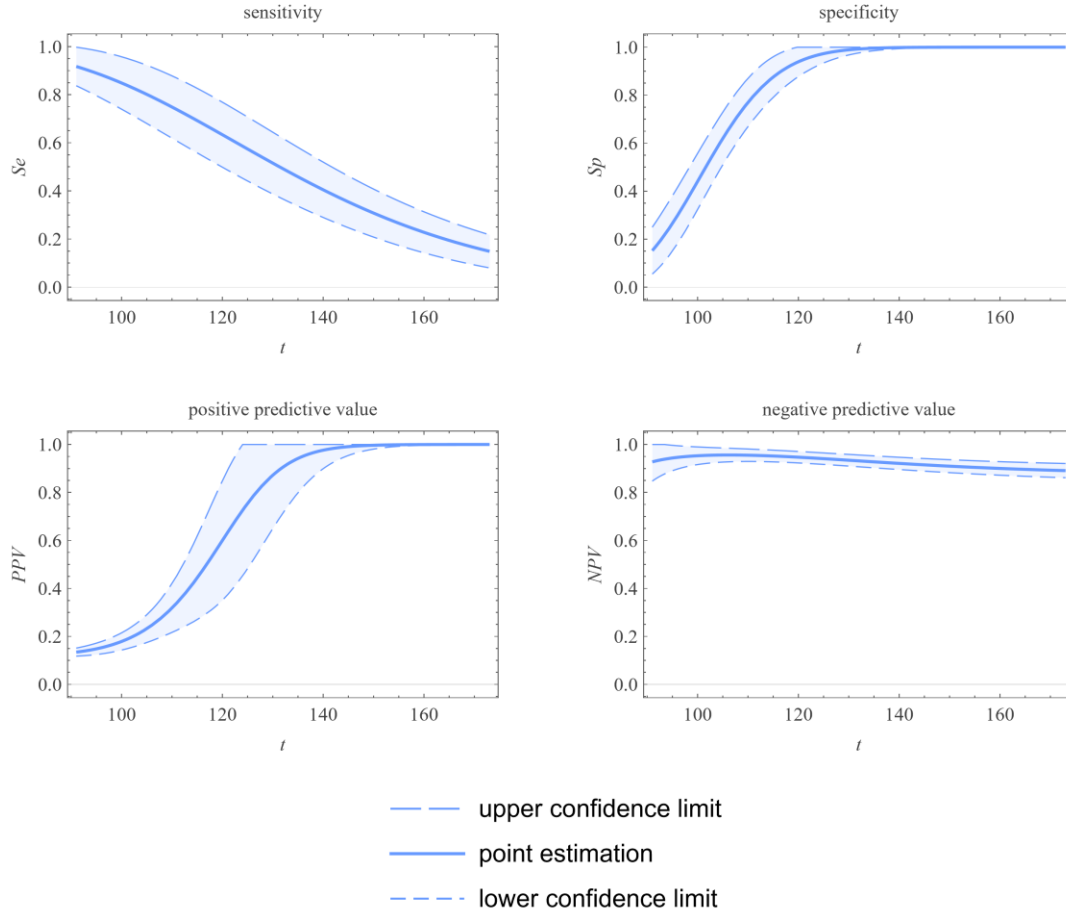 sensitivity
1.0
0.8
0.6
0.4
0.2
0.0
Se
100 120 140 160
t
specificity
1.0
0.8
0.6
0.4
0.2
0.0
Sp
100 120 140 160
t
positive predictive value
1.0
0.8
0.6
0.4
0.2
0.0
PPV
100 120 140 160
t
negative predictive value
1.0
0.8
0.6
0.4
0.2
0.0
NPV
100 120 140 160
t
upper confidence limit
point estimation
lower confidence limit